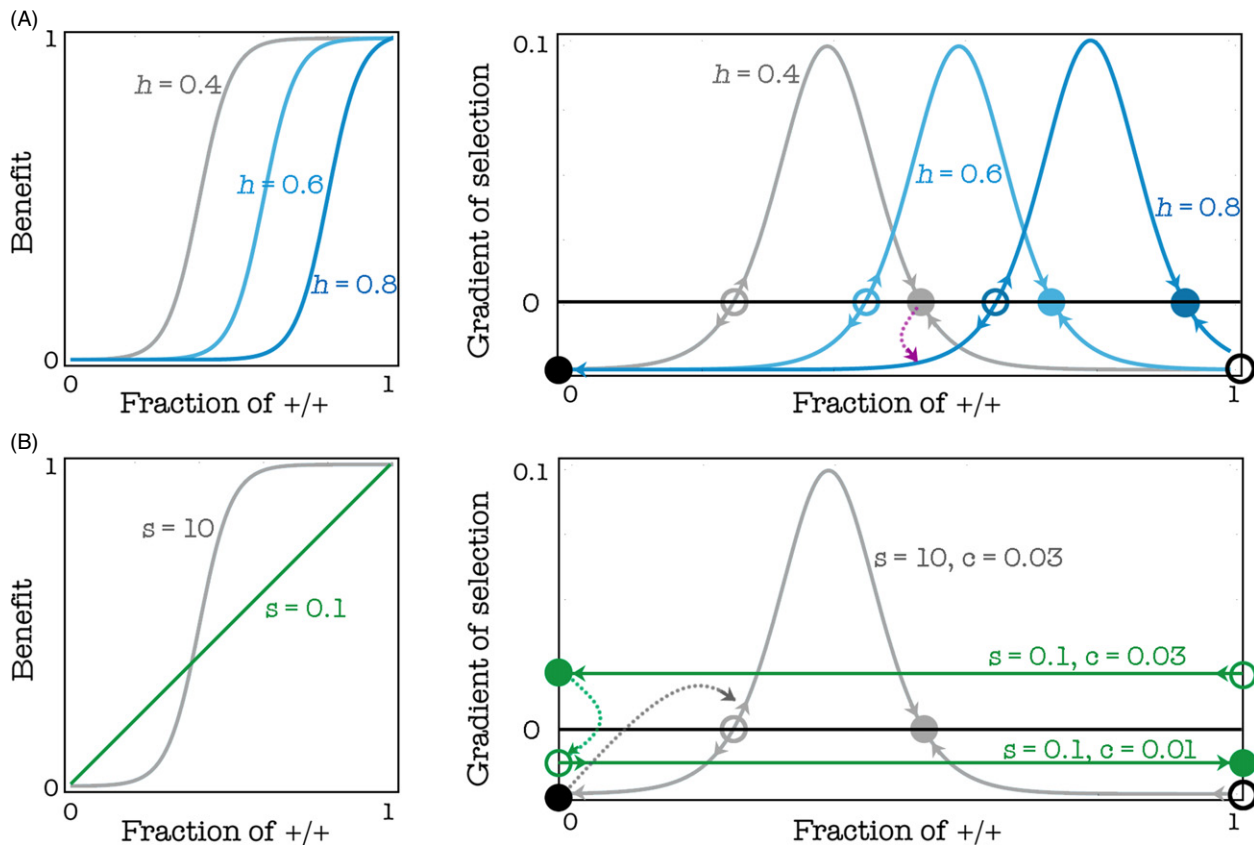 (A)
1
Benefit
h = 0.4
h = 0.6
h = 0.8
0
0
1
Fraction of +/+
0.1
Gradient of selection
h = 0.4
h = 0.6
h = 0.8
0
0
1
Fraction of +/+
(B)
1
Benefit
s = 10
s = 0.1
0
0
1
Fraction of +/+
0.1
Gradient of selection
s = 10, c = 0.03
s = 0.1, c = 0.03
0
s = 0.1, c = 0.01
0
1
Fraction of +/+